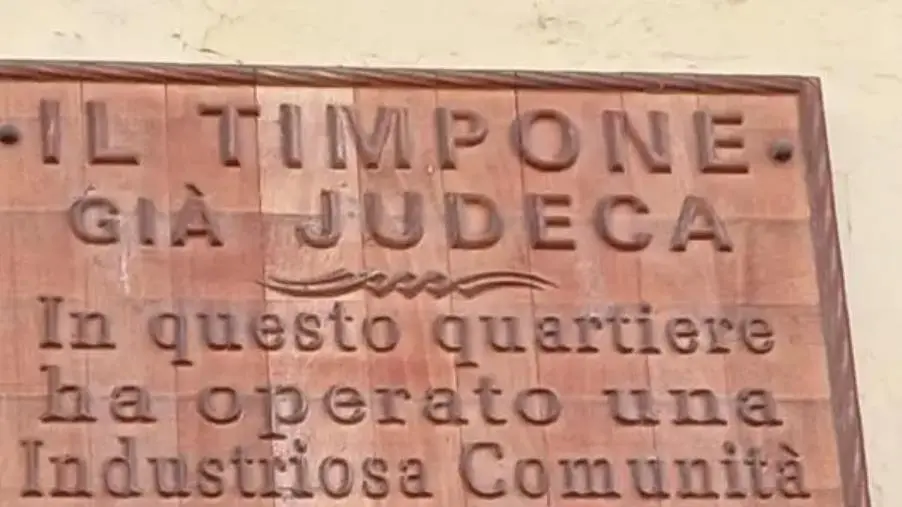 IL TIMPONE
GIÀ JUDECA
In questo quartiere
ha operato una
Industriosa Comunità